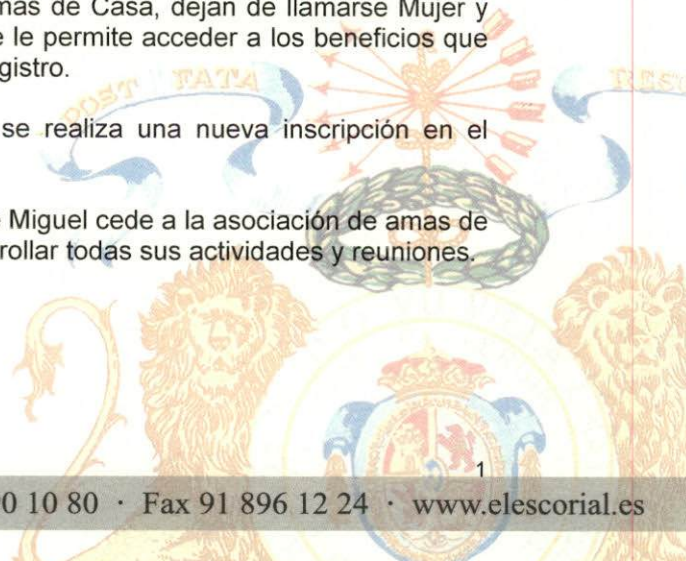 mas de Casa, dejan de llamarse Mujer y
e le permite acceder a los beneficios que
gistro.
POST FATA
RES
se realiza una nueva inscripción en el
e Miguel cede a la asociación de amas de
rollar todas sus actividades y reuniones.
1
0 10 80 · Fax 91 896 12 24 · www.elescorial.es